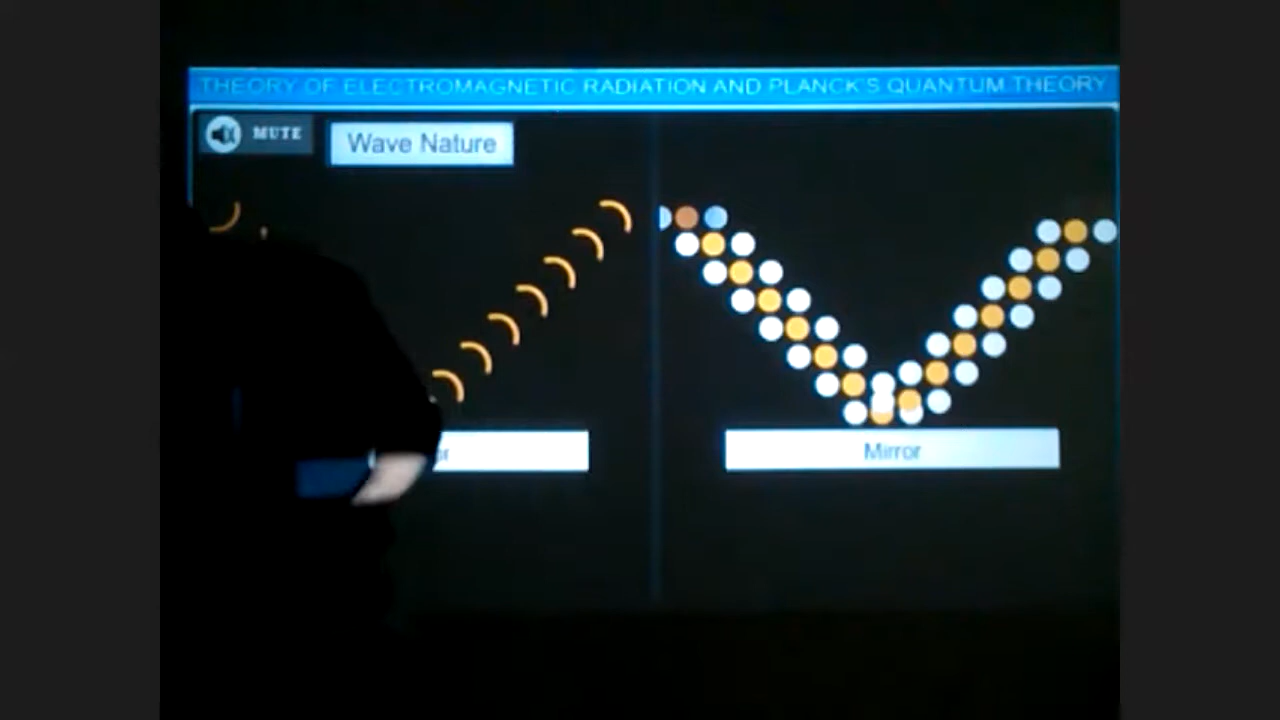 THEORY OF ELECTROMAGNETIC RADIATION AND PLANCK'S QUANTUM THEORY
MUTE
Wave Nature
Mirror